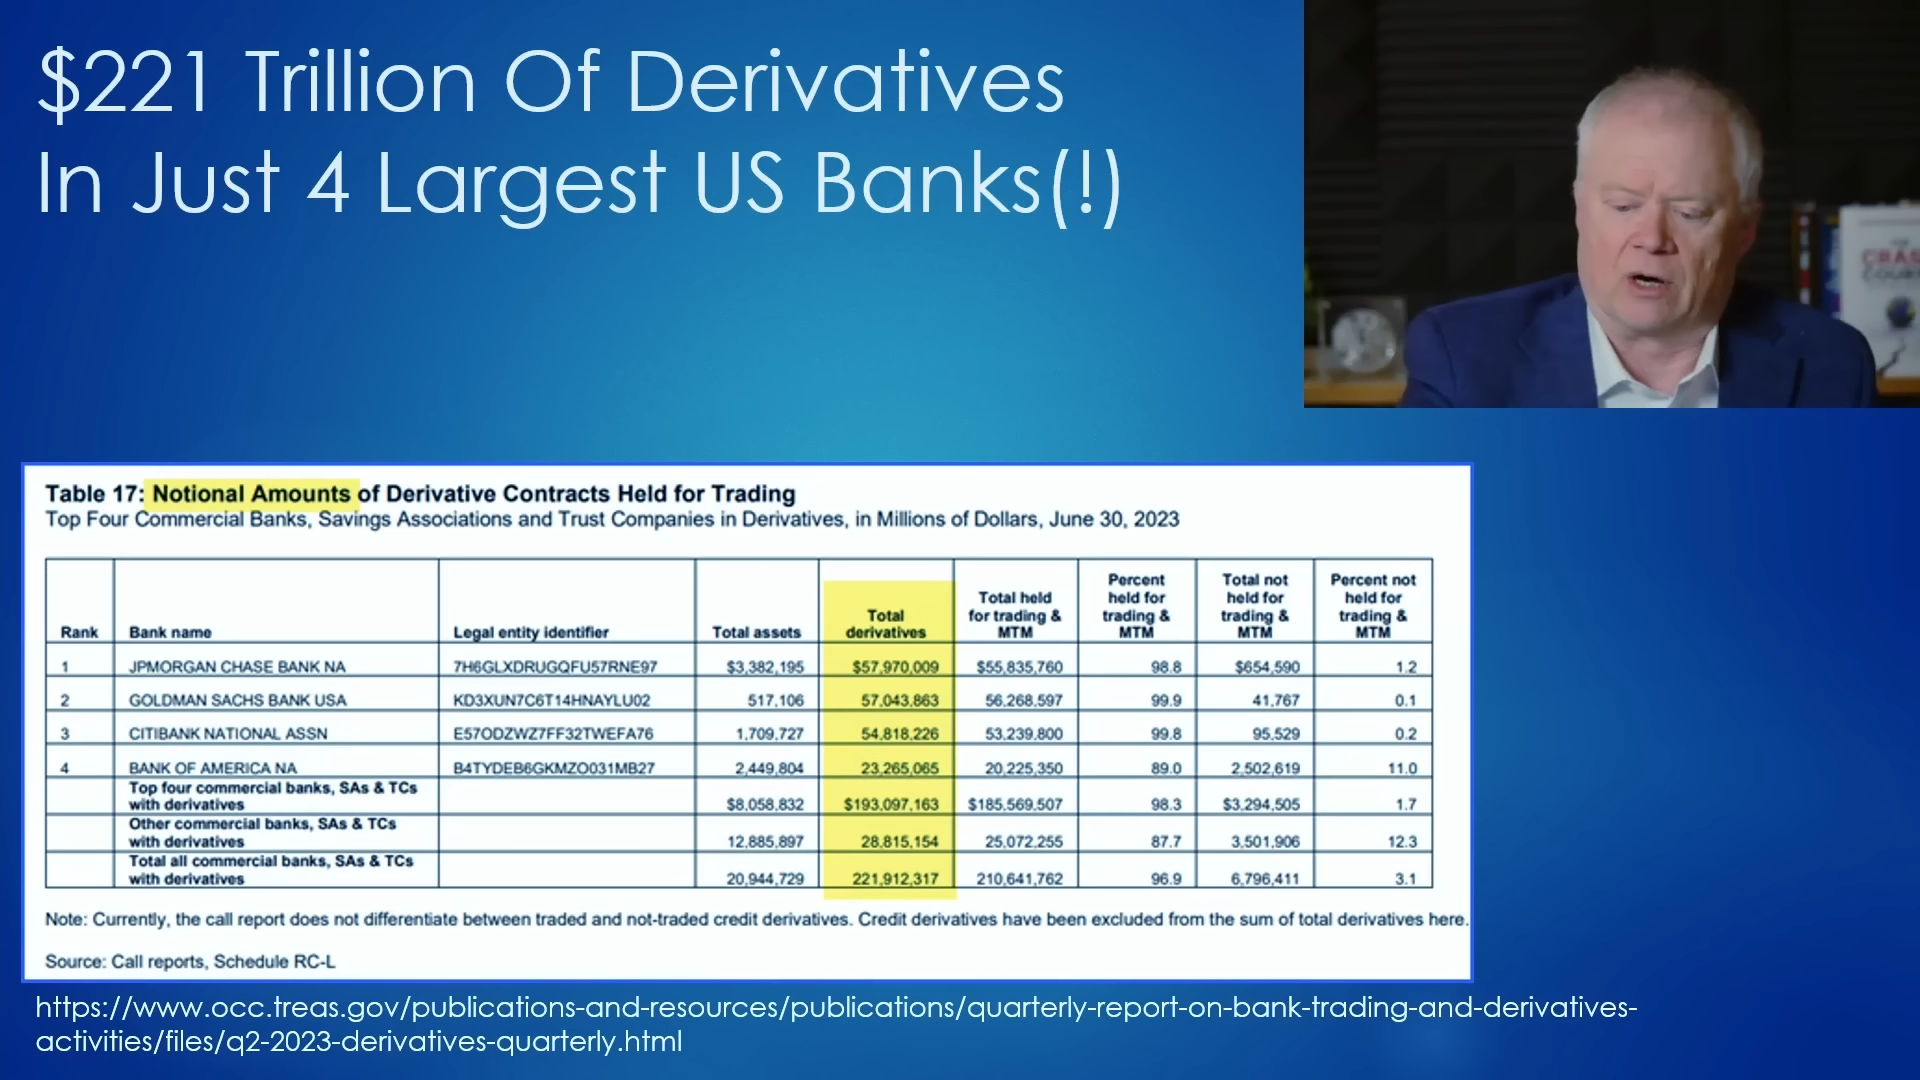 $221 Trillion Of Derivatives
In Just 4 Largest US Banks(!)
CRAS
Table 17: Notional Amounts of Derivative Contracts Held for Trading
Top Four Commercial Banks, Savings Associations and Trust Companies in Derivatives, in Millions of Dollars, June 30, 2023
Rank Bank name Legal entity identifier Total assets Total derivatives Total held for trading & MTM Percent held for trading & MTM Total not held for trading & MTM Percent not held for trading & MTM
1 JPMORGAN CHASE BANK NA 7H6GLXDRUGQFU57RNE97 $3,382,195 $57,970,009 $55,835,760 98.8 $654,590 1.2
2 GOLDMAN SACHS BANK USA KD3XUN7C6T14HNAYLU02 517,106 57,043,863 56,268,597 99.9 41,767 0.1
3 CITIBANK NATIONAL ASSN E57ODZWZ7FF32TWEFA76 1,709,727 54,818,226 53,239,800 99.8 95,529 0.2
4 BANK OF AMERICA NA B4TYDEB6GKMZO031MB27 2,449,804 23,265,065 20,225,350 89.0 2,502,619 11.0
Top four commercial banks, SAs & TCs with derivatives $8,058,832 $193,097,163 $185,569,507 98.3 $3,294,505 1.7
Other commercial banks, SAs & TCs with derivatives 12,885,897 28,815,154 25,072,255 87.7 3,501,906 12.3
Total all commercial banks, SAs & TCs with derivatives 20,944,729 221,912,317 210,641,762 96.9 6,796,411 3.1
Note: Currently, the call report does not differentiate between traded and not-traded credit derivatives. Credit derivatives have been excluded from the sum of total derivatives here.
Source: Call reports, Schedule RC-L
https://www.occ.treas.gov/publications-and-resources/publications/quarterly-report-on-bank-trading-and-derivatives-
activities/files/q2-2023-derivatives-quarterly.html